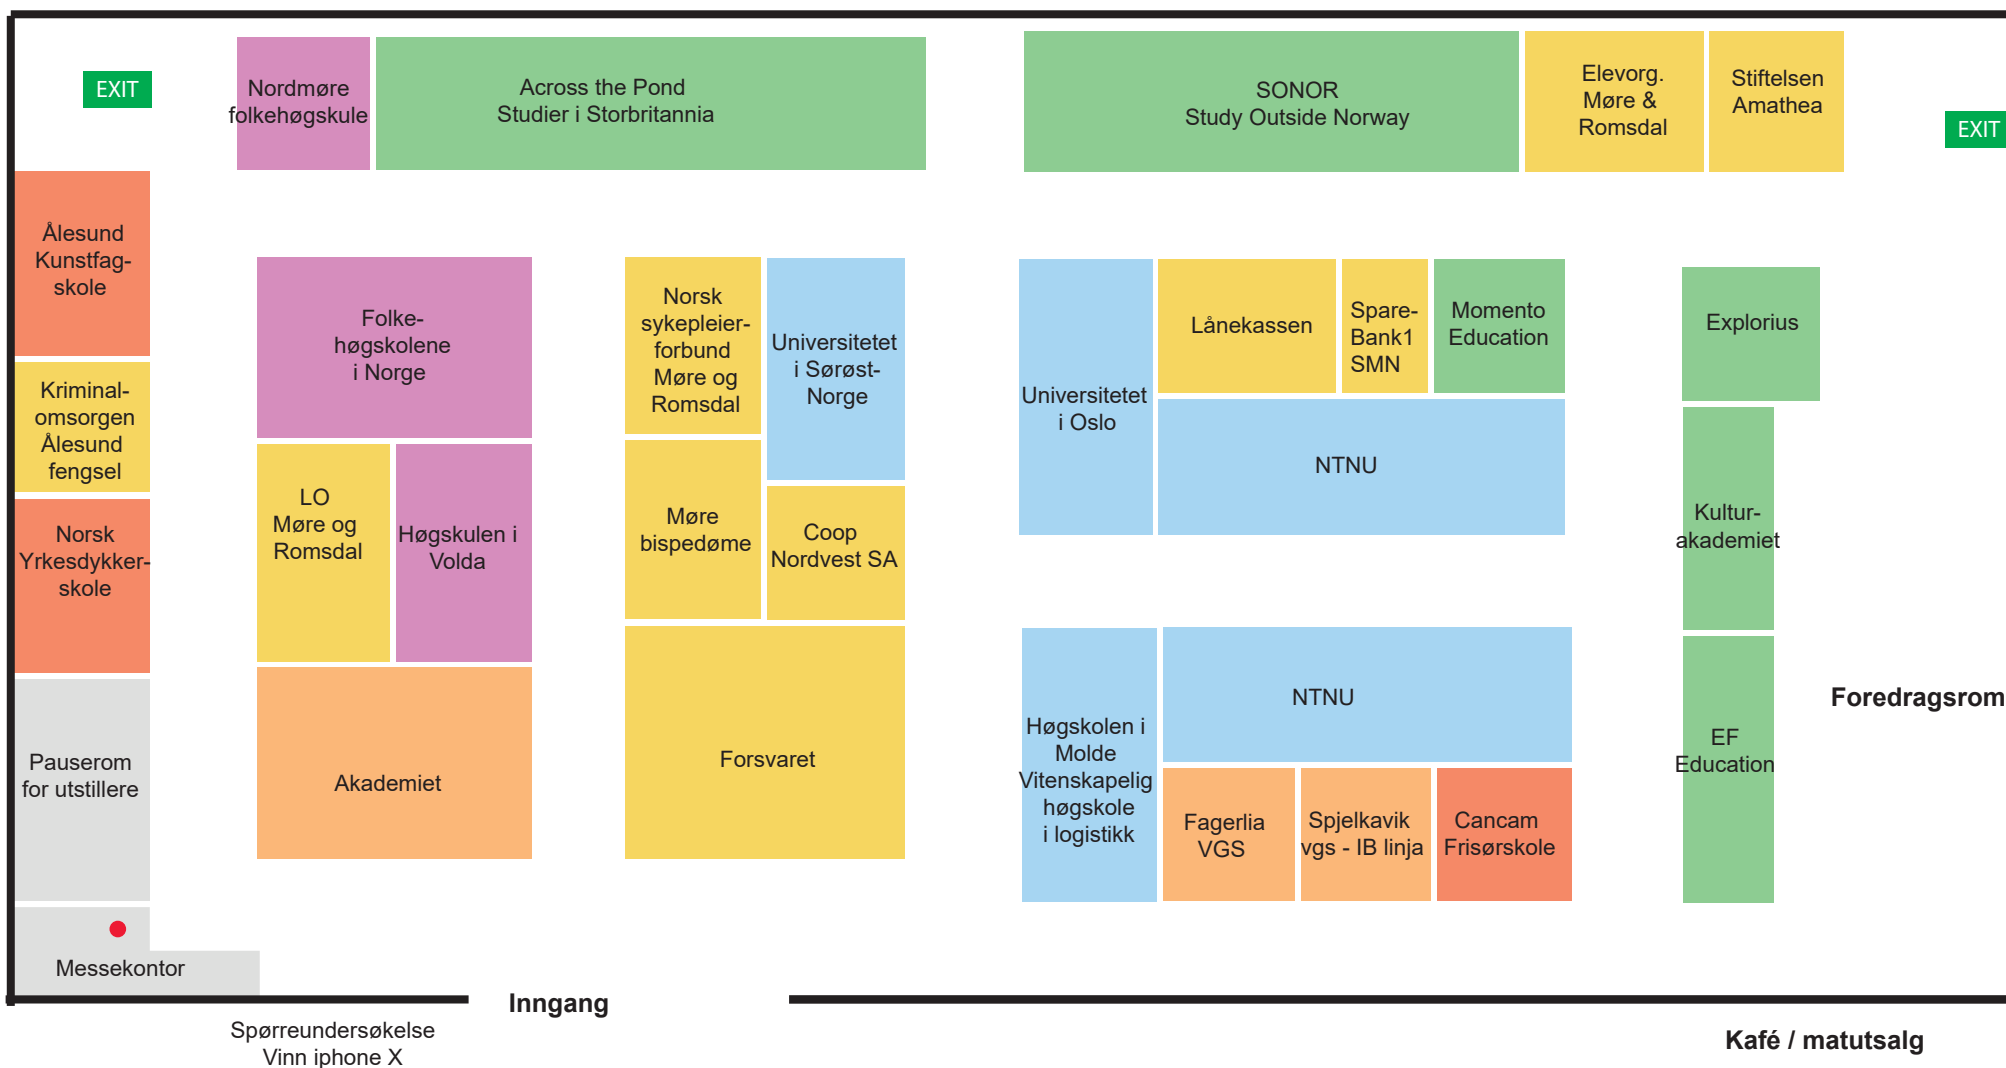 EXIT
Nordmøre
folkehøgskule
Across the Pond
Studier i Storbritannia
SONOR
Study Outside Norway
Elevorg.
Møre &
Romsdal
Stiftelsen
Amathea
EXIT
Ålesund
Kunstfag-
skole
Kriminal-
omsorgen
Ålesund
fengsel
Norsk
Yrkesdykker-
skole
Pauserom
for utstillere
Messekontor
Folke-
høgskolene
i Norge
LO
Møre og
Romsdal
Høgskulen i
Volda
Akademiet
Norsk
sykepleier-
forbund
Møre og
Romsdal
Universitetet
i Sørøst-
Norge
Møre
bispedøme
Coop
Nordvest SA
Forsvaret
Universitetet
i Oslo
Lånekassen
Spare-
Bank1
SMN
Momento
Education
NTNU
Høgskolen i
Molde
Vitenskapelig
høgskole
i logistikk
NTNU
Fagerlia
VGS
Spjelkavik
vgs - IB linja
Cancam
Frisørskole
Explorius
Kultur-
akademiet
EF
Education
Foredragsrom
Inngang
Spørreundersøkelse
Vinn iphone X
Kafé / matutsalg